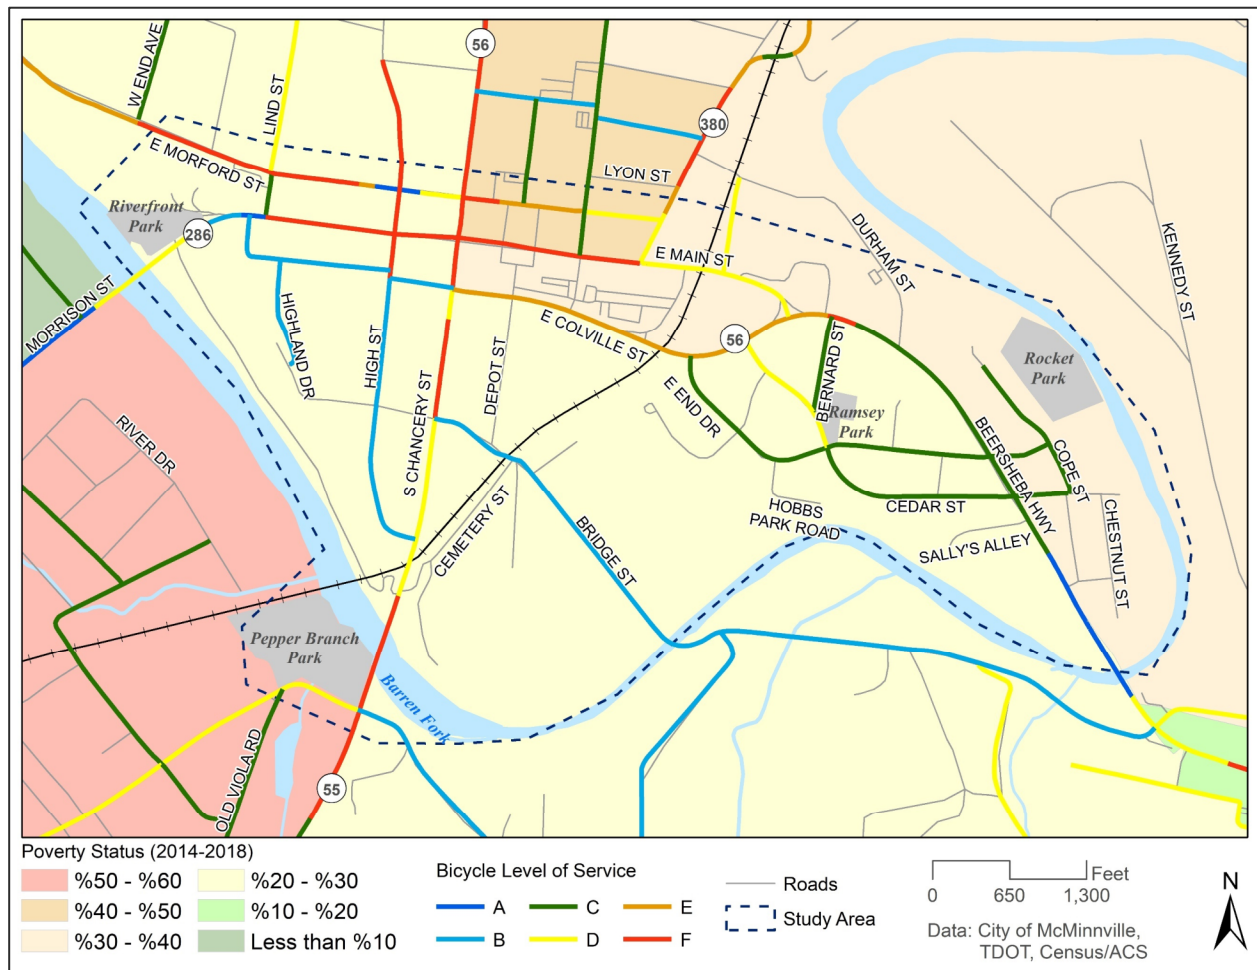 56
W END AVE
LIND ST
380
E MORFORD ST
LYON ST
Riverfront
Park
286
E MAIN ST
DURHAM ST
KENNEDY ST
MORRISON ST
HIGHLAND DR
HIGH ST
E COLVILLE ST
56
BERNARD ST
Rocket
Park
S CHANCERY ST
DEPOT ST
E END DR
Ramsey
Park
RIVER DR
BEERSHEBA HWY
COPE ST
CEMETERY ST
BRIDGE ST
HOBBS
PARK ROAD
CEDAR ST
SALLY'S ALLEY
CHESTNUT ST
Pepper Branch
Park
Barren Fork
OLD VIOLA RD
55
Poverty Status (2014-2018)
%50 - %60
%20 - %30
%40 - %50
%10 - %20
%30 - %40
Less than %10
Bicycle Level of Service
A
C
E
B
D
F
Roads
Study Area
Feet
0
650
1,300
Data: City of McMinnville,
TDOT, Census/ACS
N